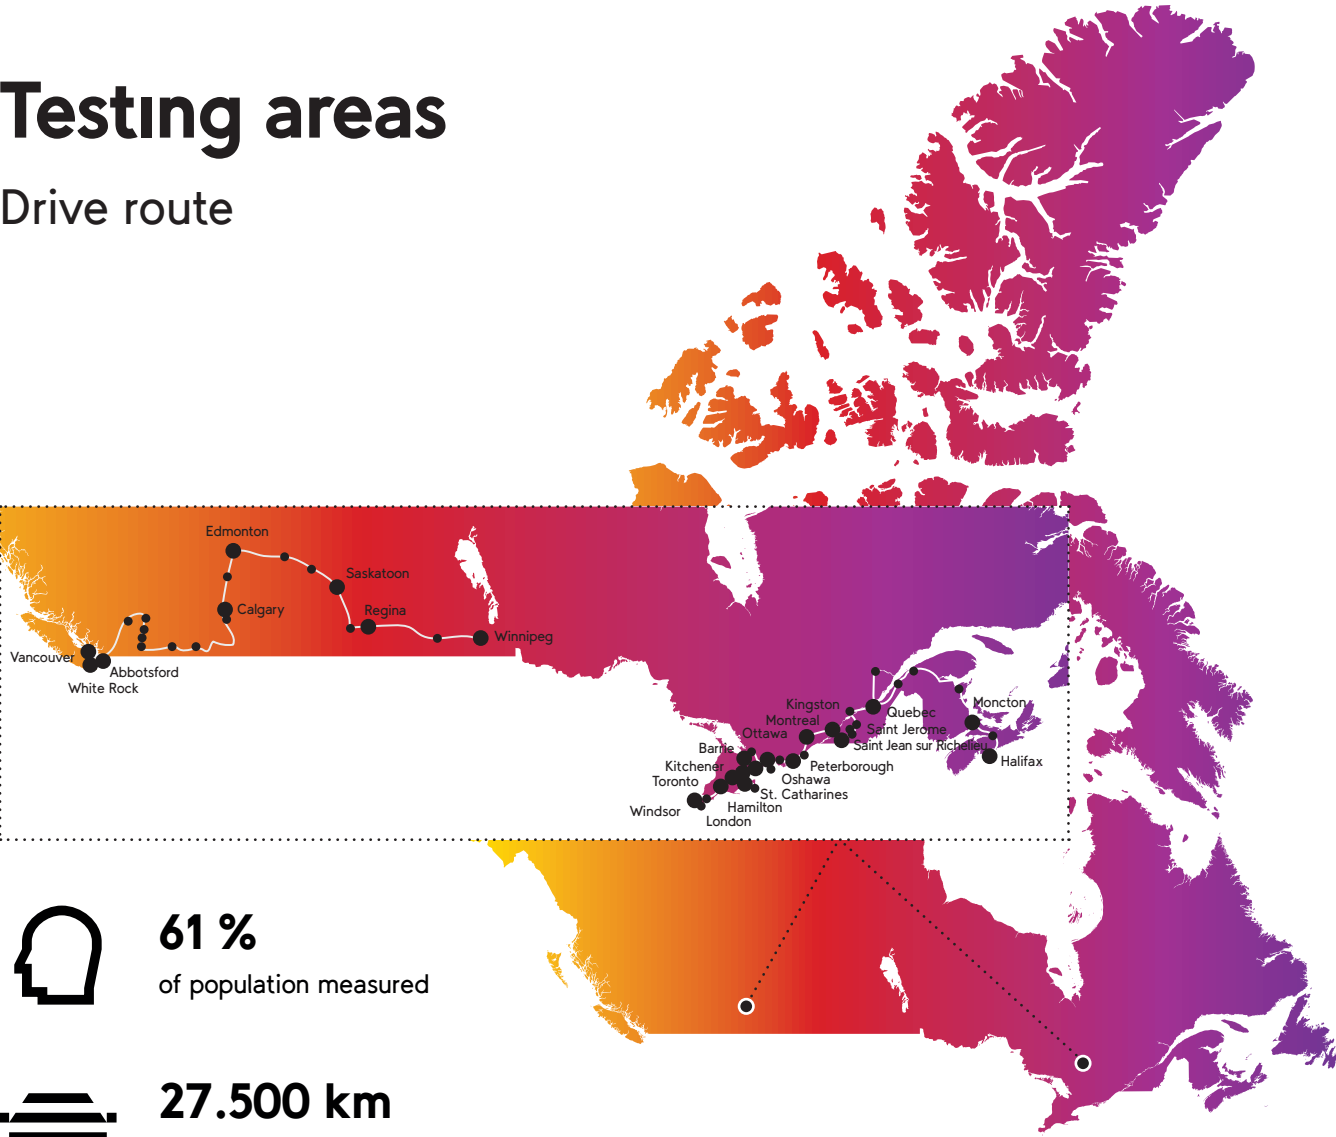 Testıng areas
Drive route
Edmonton
Saskatoon
Calgary
Regina
Winnipeg
Vancouver
Abbotsford
White Rock
Kingston
Moncton
Quebec
Montreal
Saint Jerome
Ottawa
Saint Jean sur Richelieu
Barrie
Halifax
Kitchener
Peterborough
Toronto
Oshawa
St. Catharines
Windsor
Hamilton
London
61 %
of population measured
27.500 km